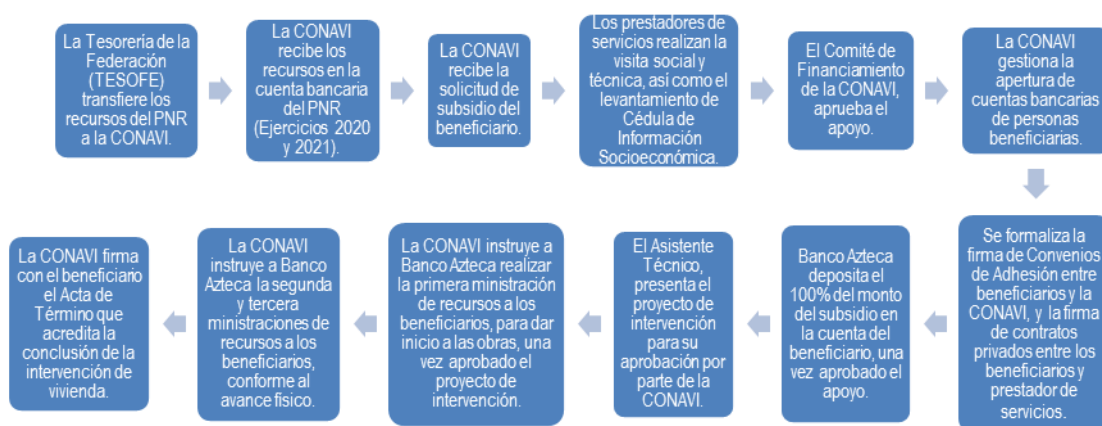 La Tesorería de la
Federación
(TESOFE)
transfiere los
recursos del PNR
a la CONAVI.
La CONAVI
recibe los
recursos en la
cuenta bancaria
del PNR
(Ejercicios 2020
y 2021).
La CONAVI
recibe la
solicitud de
subsidio del
beneficiario.
Los prestadores de
servicios realizan la
visita social y
técnica, así como el
levantamiento de
Cédula de
Información
Socioeconómica.
El Comité de
Financiamiento
de la CONAVI,
aprueba el
apoyo.
La CONAVI
gestiona la
apertura de
cuentas bancarias
de personas
beneficiarias.
Se formaliza la
firma de Convenios
de Adhesión entre
beneficiarios y la
CONAVI, y la firma
de contratos
privados entre los
beneficiarios y
prestador de
servicios.
Banco Azteca
deposita el
100% del monto
del subsidio en
la cuenta del
beneficiario, una
vez aprobado el
apoyo.
El Asistente
Técnico,
presenta el
proyecto de
intervención
para su
aprobación por
parte de la
CONAVI.
La CONAVI instruye a
Banco Azteca realizar
la primera ministración
de recursos a los
beneficiarios, para dar
inicio a las obras, una
vez aprobado el
proyecto de
intervención.
La CONAVI
instruye a Banco
Azteca la segunda
y tercera
ministraciones de
recursos a los
beneficiarios,
conforme al
avance físico.
La CONAVI firma
con el beneficiario
el Acta de
Término que
acredita la
conclusión de la
intervención de
vivienda.